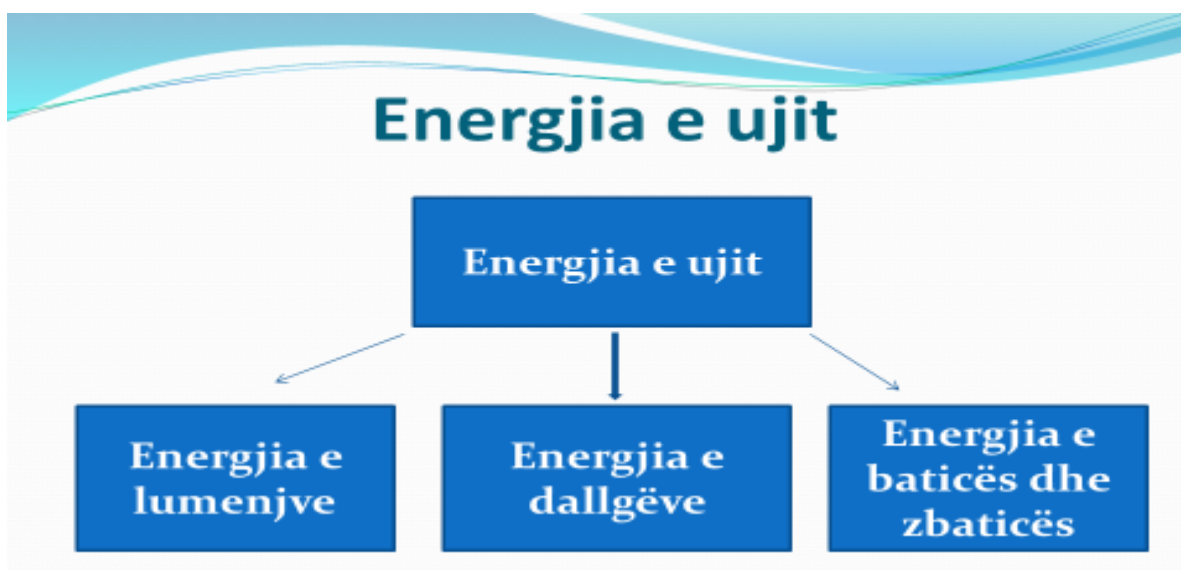 Energjia e ujit
Energjia e ujit
Energjia e
lumenjve
Energjia e
dallgëve
Energjia e
baticës dhe
zbaticës